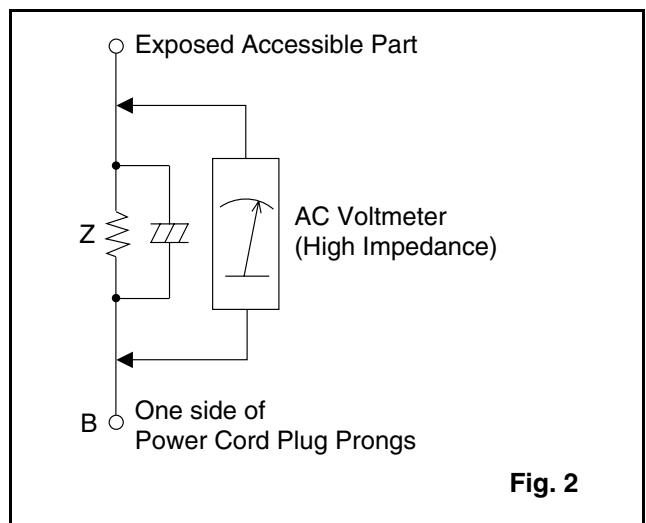 Exposed Accessible Part
Z
AC Voltmeter
(High Impedance)
B
One side of
Power Cord Plug Prongs
Fig. 2